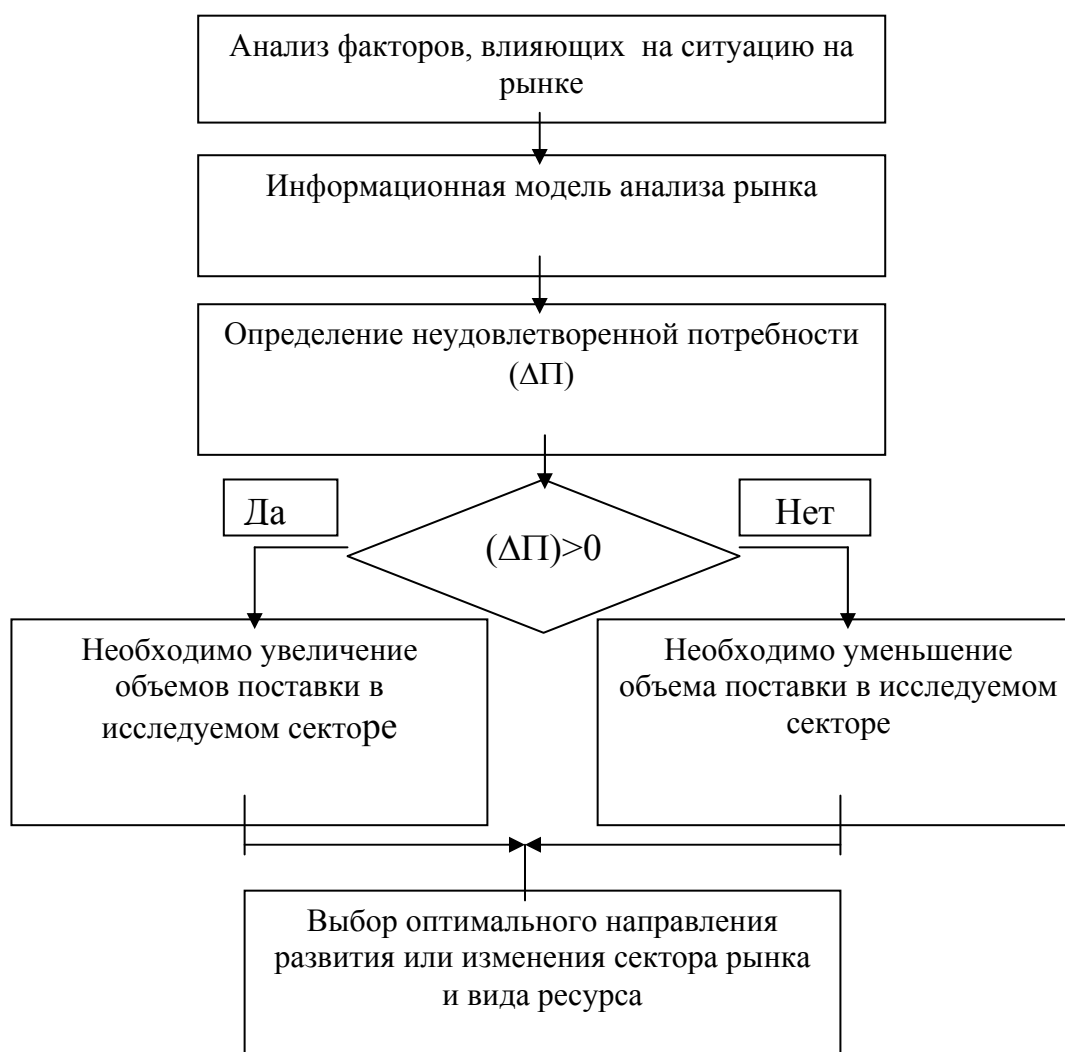 Анализ факторов, влияющих на ситуацию на
рынке
Информационная модель анализа рынка
Определение неудовлетворенной потребности
(ΔП)
Да
Нет
(ΔП)>0
Необходимо увеличение
объемов поставки в
исследуемом секторе
Необходимо уменьшение
объема поставки в исследуемом
секторе
Выбор оптимального направления
развития или изменения сектора рынка
и вида ресурса